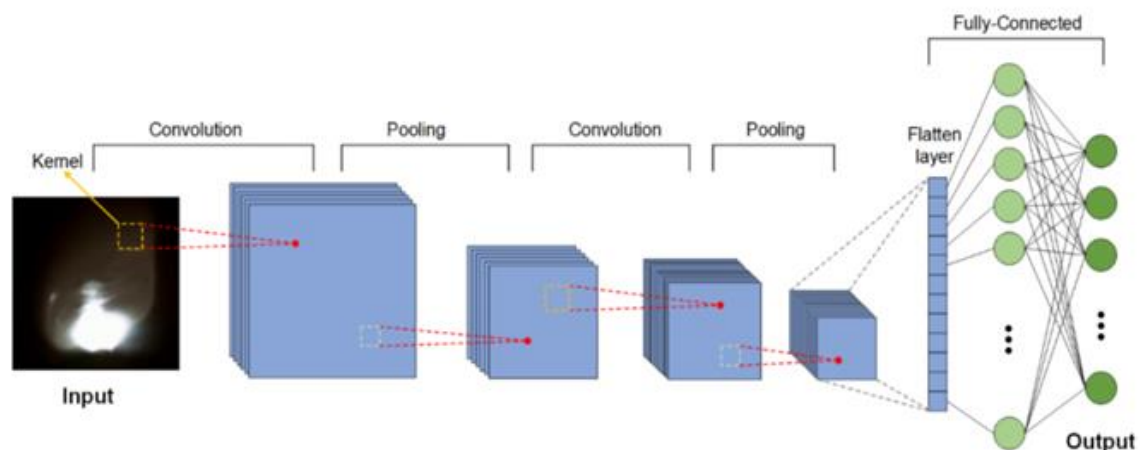 Fully-Connected
Convolution
Pooling
Convolution
Pooling
Flatten
layer
Kernel
Input
Output